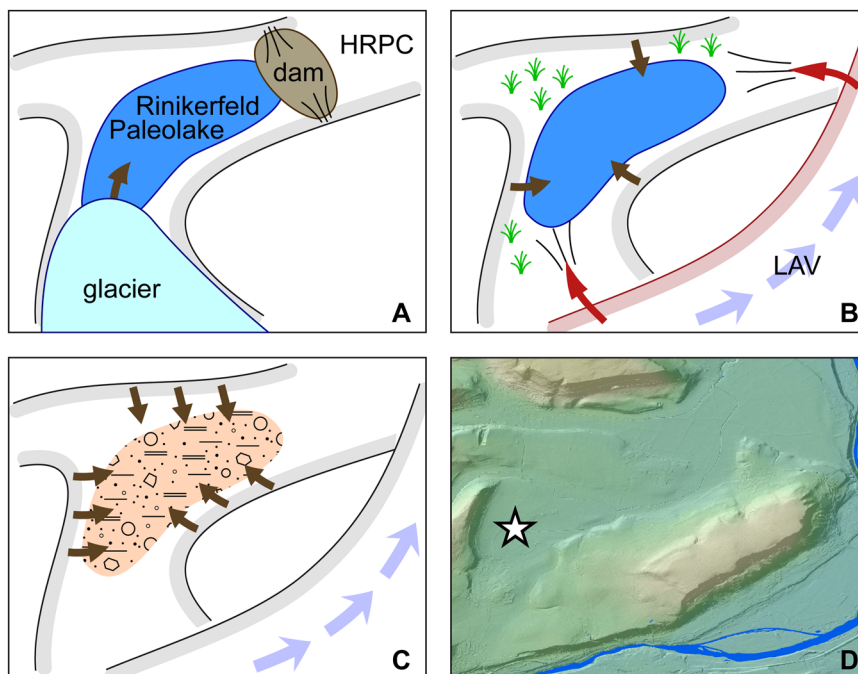 HRPC
dam
Rinikerfeld
Paleolake
glacier
A
LAV
B
C
D